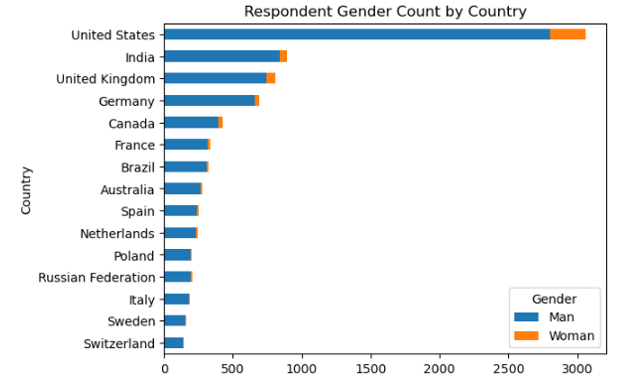 Respondent Gender Count by Country
United States
India
United Kingdom
Germany
Canada
France
Brazil
Australia
Spain
Netherlands
Poland
Russian Federation
Italy
Sweden
Switzerland
Country
Gender
Man
Woman
0 500 1000 1500 2000 2500 3000